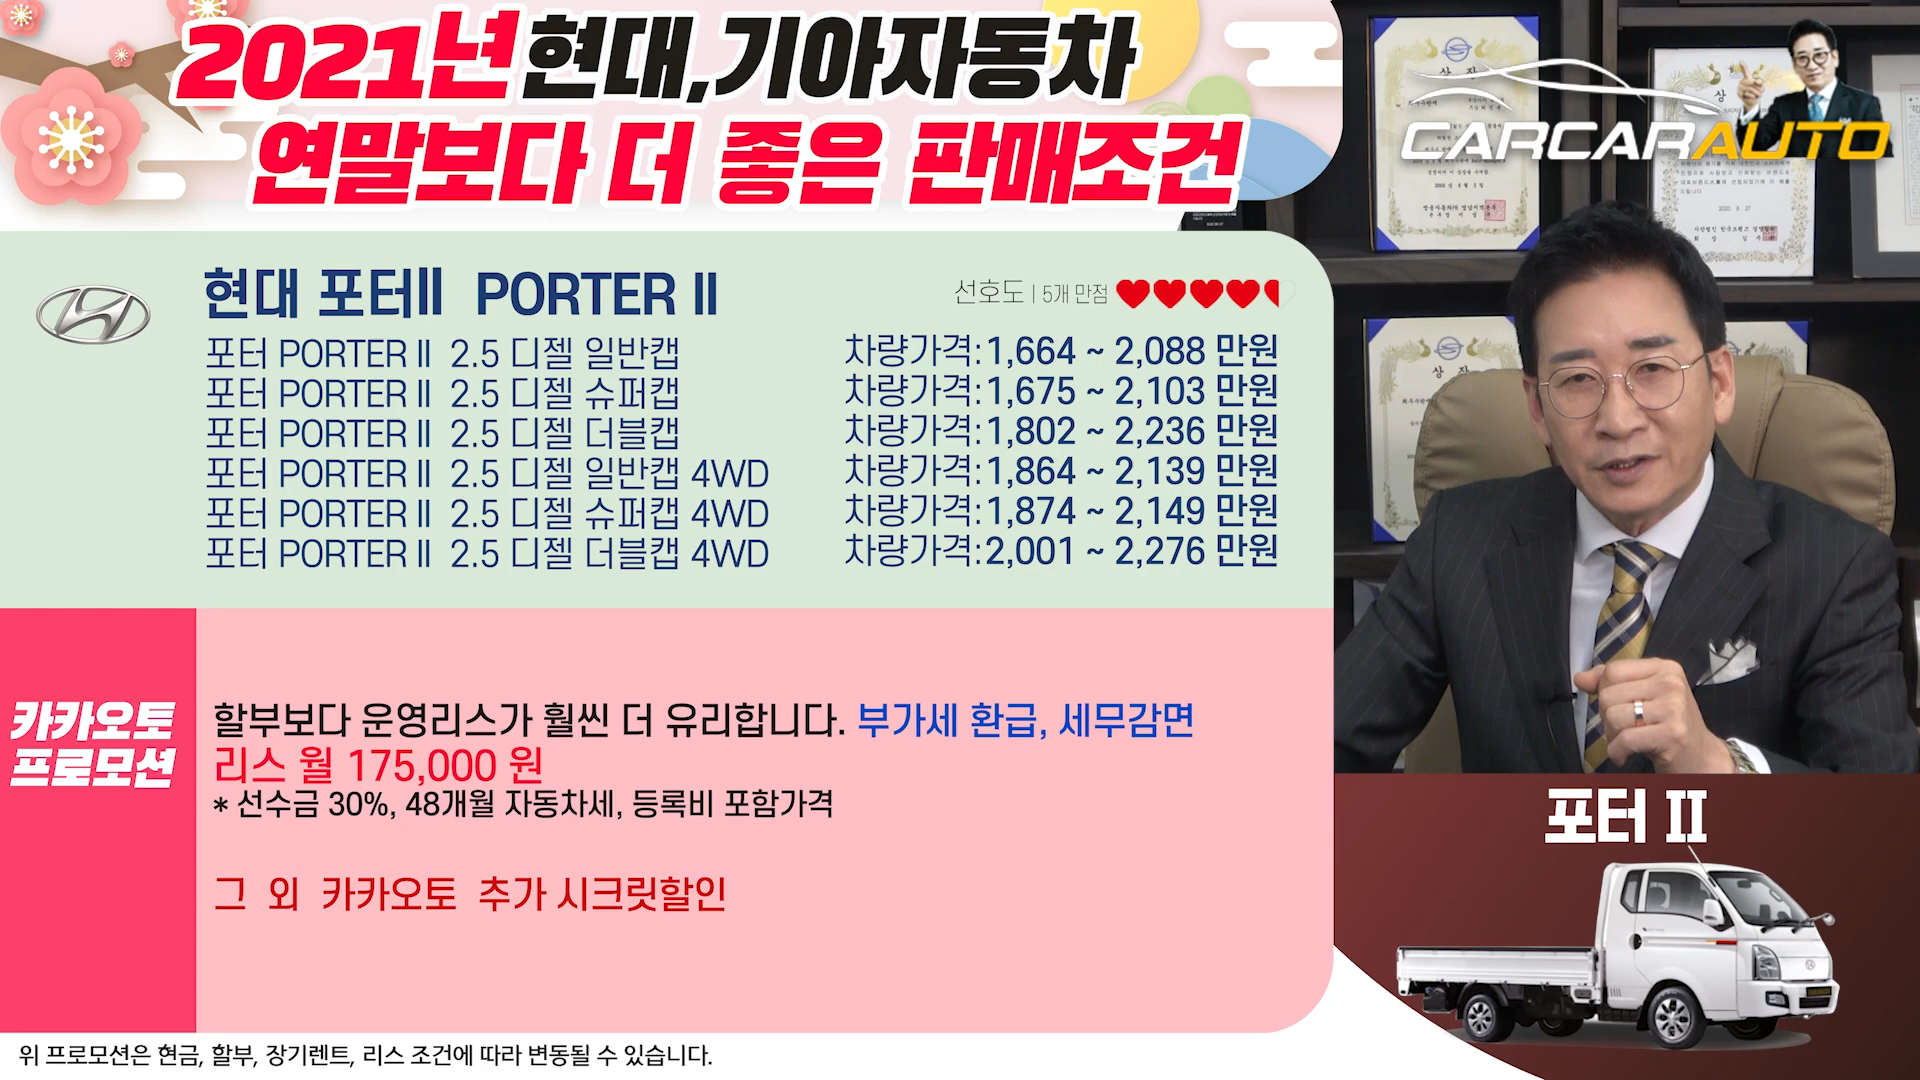 2021년 현대,기아자동차
연말보다 더 좋은 판매조건
CARCARAUTO
현대 포터II PORTER II
선호도 | 5개 만점
포터 PORTER II 2.5 디젤 일반캡 차량가격:1,664 ~ 2,088 만원
포터 PORTER II 2.5 디젤 슈퍼캡 차량가격:1,675 ~ 2,103 만원
포터 PORTER II 2.5 디젤 더블캡 차량가격:1,802 ~ 2,236 만원
포터 PORTER II 2.5 디젤 일반캡 4WD 차량가격:1,864 ~ 2,139 만원
포터 PORTER II 2.5 디젤 슈퍼캡 4WD 차량가격:1,874 ~ 2,149 만원
포터 PORTER II 2.5 디젤 더블캡 4WD 차량가격:2,001 ~ 2,276 만원
카카오토
프로모션
할부보다 운영리스가 훨씬 더 유리합니다. 부가세 환급, 세무감면
리스 월 175,000 원
* 선수금 30%, 48개월 자동차세, 등록비 포함가격
그 외 카카오토 추가 시크릿할인
위 프로모션은 현금, 할부, 장기렌트, 리스 조건에 따라 변동될 수 있습니다.
상 장
상
상 장
포터 II